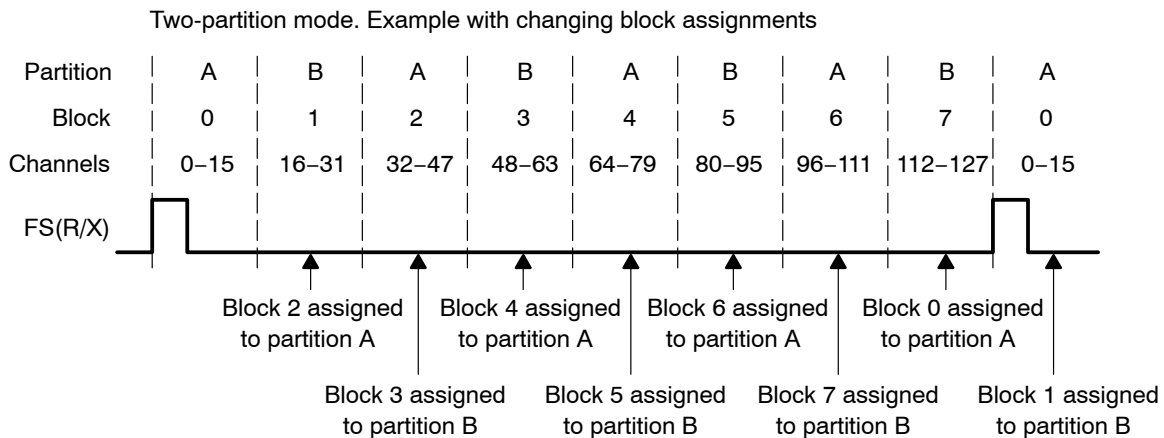 Two-partition mode. Example with changing block assignments
Partition A B A B A B A B A
Block 0 1 2 3 4 5 6 7 0
Channels 0−15 16−31 32−47 48−63 64−79 80−95 96−111 112−127 0−15
FS(R/X)
Block 2 assigned to partition A
Block 4 assigned to partition A
Block 6 assigned to partition A
Block 0 assigned to partition A
Block 3 assigned to partition B
Block 5 assigned to partition B
Block 7 assigned to partition B
Block 1 assigned to partition B